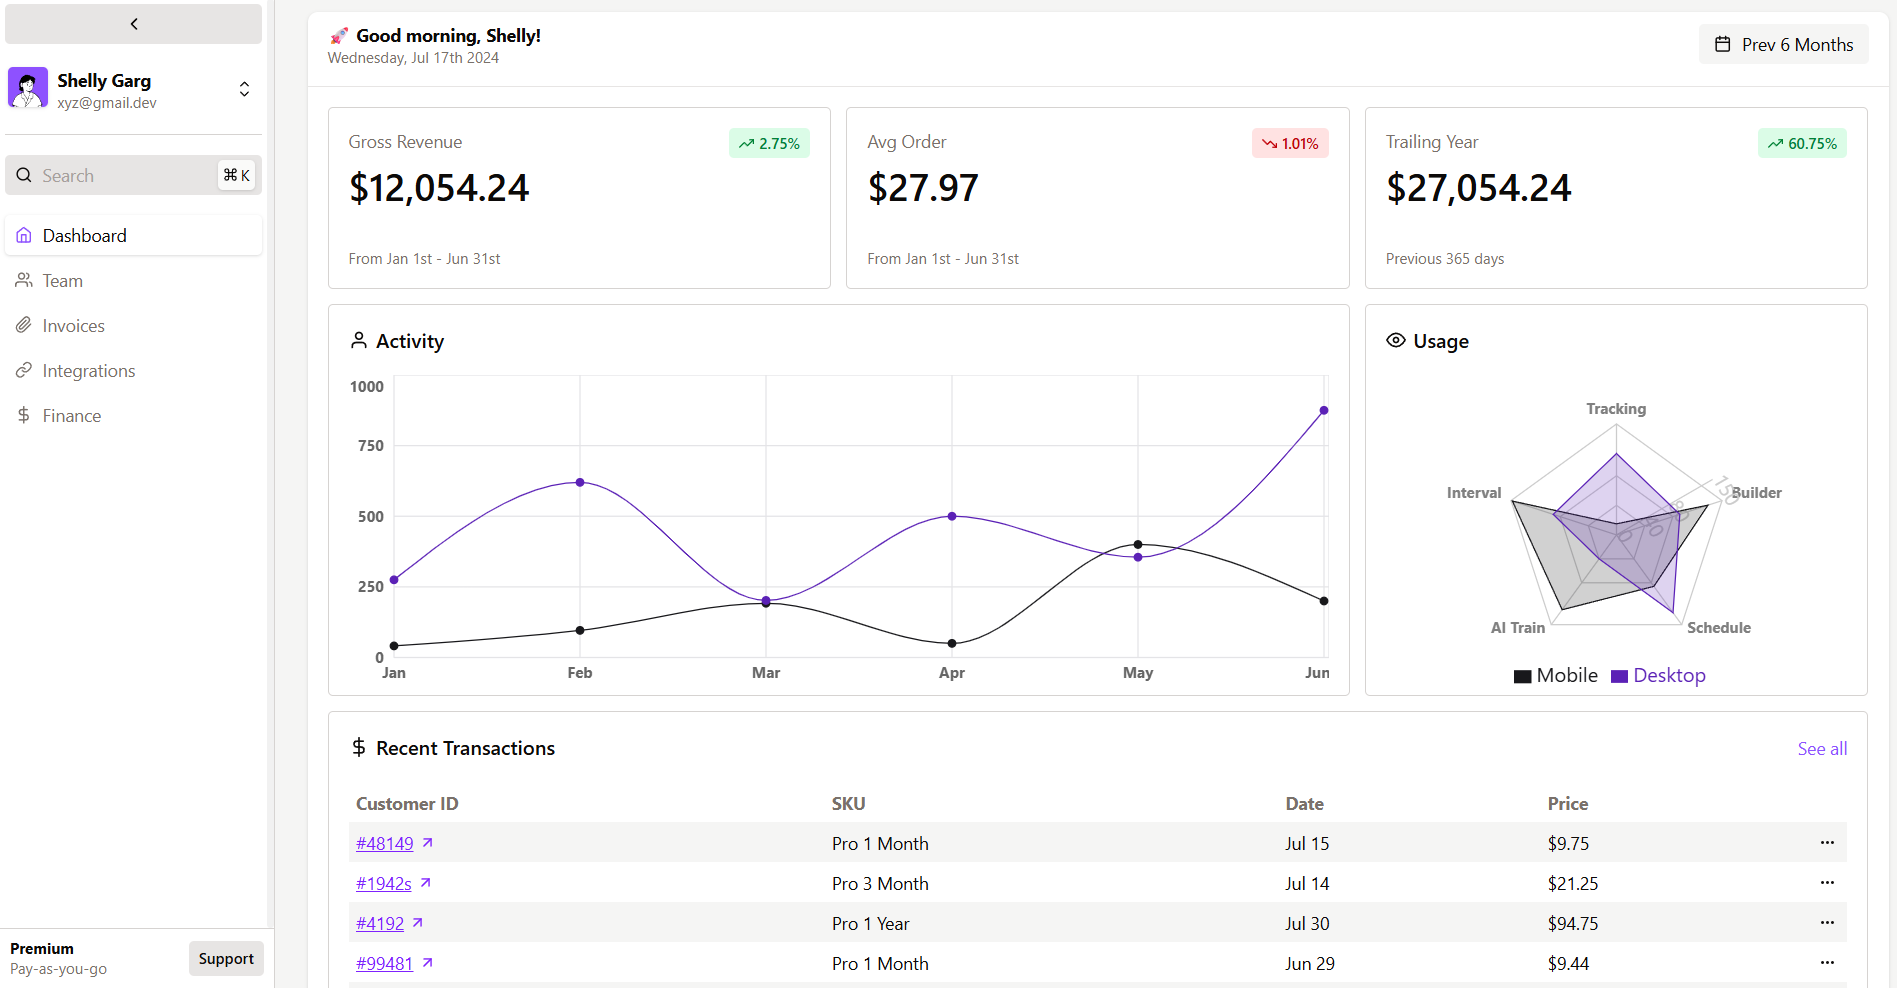 Shelly Garg
xyz@gmail.dev
Search
⌘ K
Dashboard
Team
Invoices
Integrations
Finance
Premium
Pay-as-you-go
Support
🚀 Good morning, Shelly!
Wednesday, Jul 17th 2024
Prev 6 Months
Gross Revenue
2.75%
$12,054.24
From Jan 1st - Jun 31st
Avg Order
1.01%
$27.97
From Jan 1st - Jun 31st
Trailing Year
60.75%
$27,054.24
Previous 365 days
Activity
1000
750
500
250
0
Jan Feb Mar Apr May Jun
Usage
Tracking
Builder
Schedule
AI Train
Interval
0
40
80
150
Mobile Desktop
$ Recent Transactions
See all
Customer ID SKU Date Price
#48149 Pro 1 Month Jul 15 $9.75 ...
#1942s Pro 3 Month Jul 14 $21.25 ...
#4192 Pro 1 Year Jul 30 $94.75 ...
#99481 Pro 1 Month Jun 29 $9.44 ...